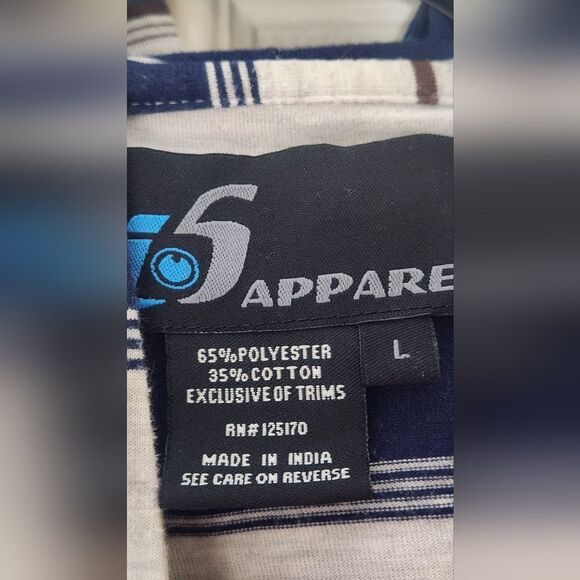 APPARE
L
65%POLYESTER
35%COTTON
EXCLUSIVE OF TRIMS
RN#125170
MADE IN INDIA
SEE CARE ON REVERSE